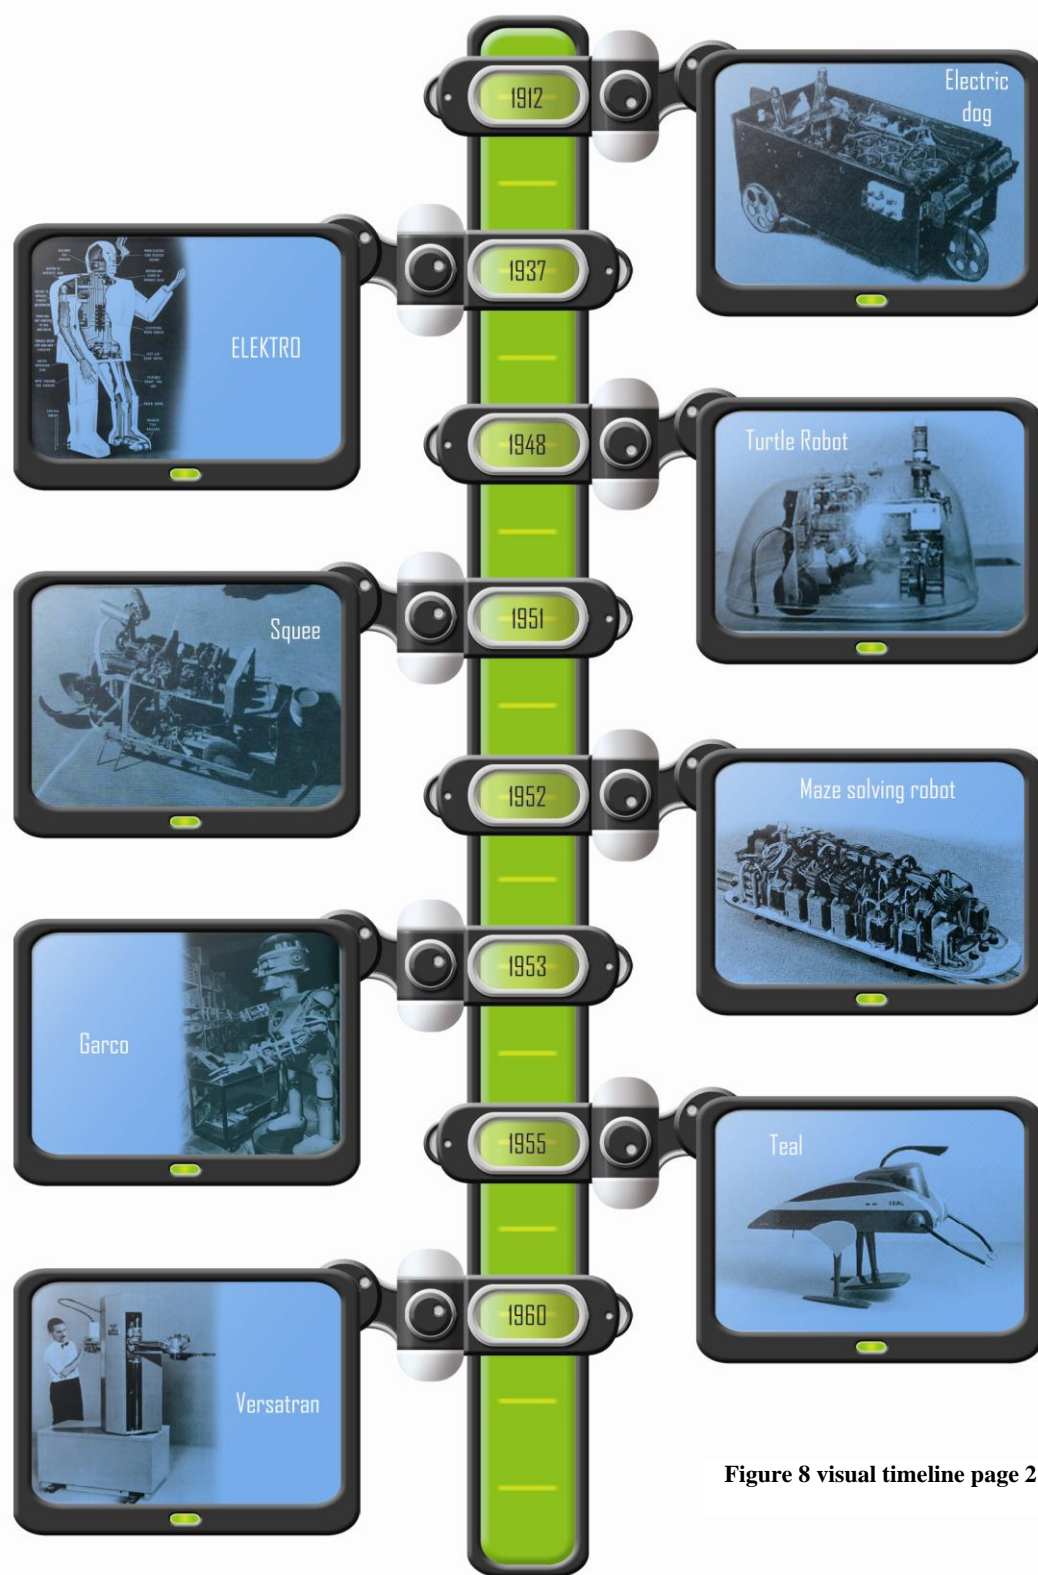 1912
Electric
dog
1937
ELEKTRO
1948
Turtle Robot
1951
Squee
1952
Maze solving robot
1953
Garco
1955
Teal
1960
Versatran
Figure 8 visual timeline page 2